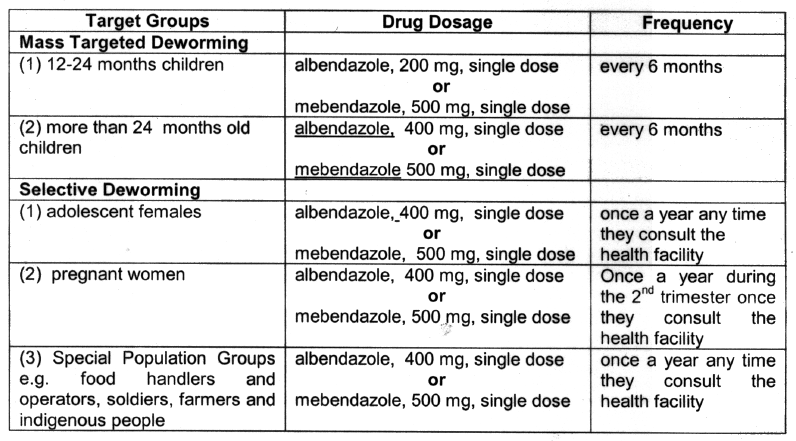 Target Groups Drug Dosage Frequency
Mass Targeted Deworming
(1) 12-24 months children albendazole, 200 mg, single dose every 6 months
or
mebendazole, 500 mg, single dose
(2) more than 24 months old albendazole, 400 mg, single dose every 6 months
children or
mebendazole 500 mg, single dose
Selective Deworming
(1) adolescent females albendazole, 400 mg, single dose once a year any time
or they consult the
mebendazole, 500 mg, single dose health facility
(2) pregnant women albendazole, 400 mg, single dose Once a year during
or the 2nd trimester once
mebendazole, 500 mg, single dose they consult the
health facility
(3) Special Population Groups albendazole, 400 mg, single dose once a year any time
e.g. food handlers and or they consult the
operators, soldiers, farmers and mebendazole, 500 mg, single dose health facility
indigenous people